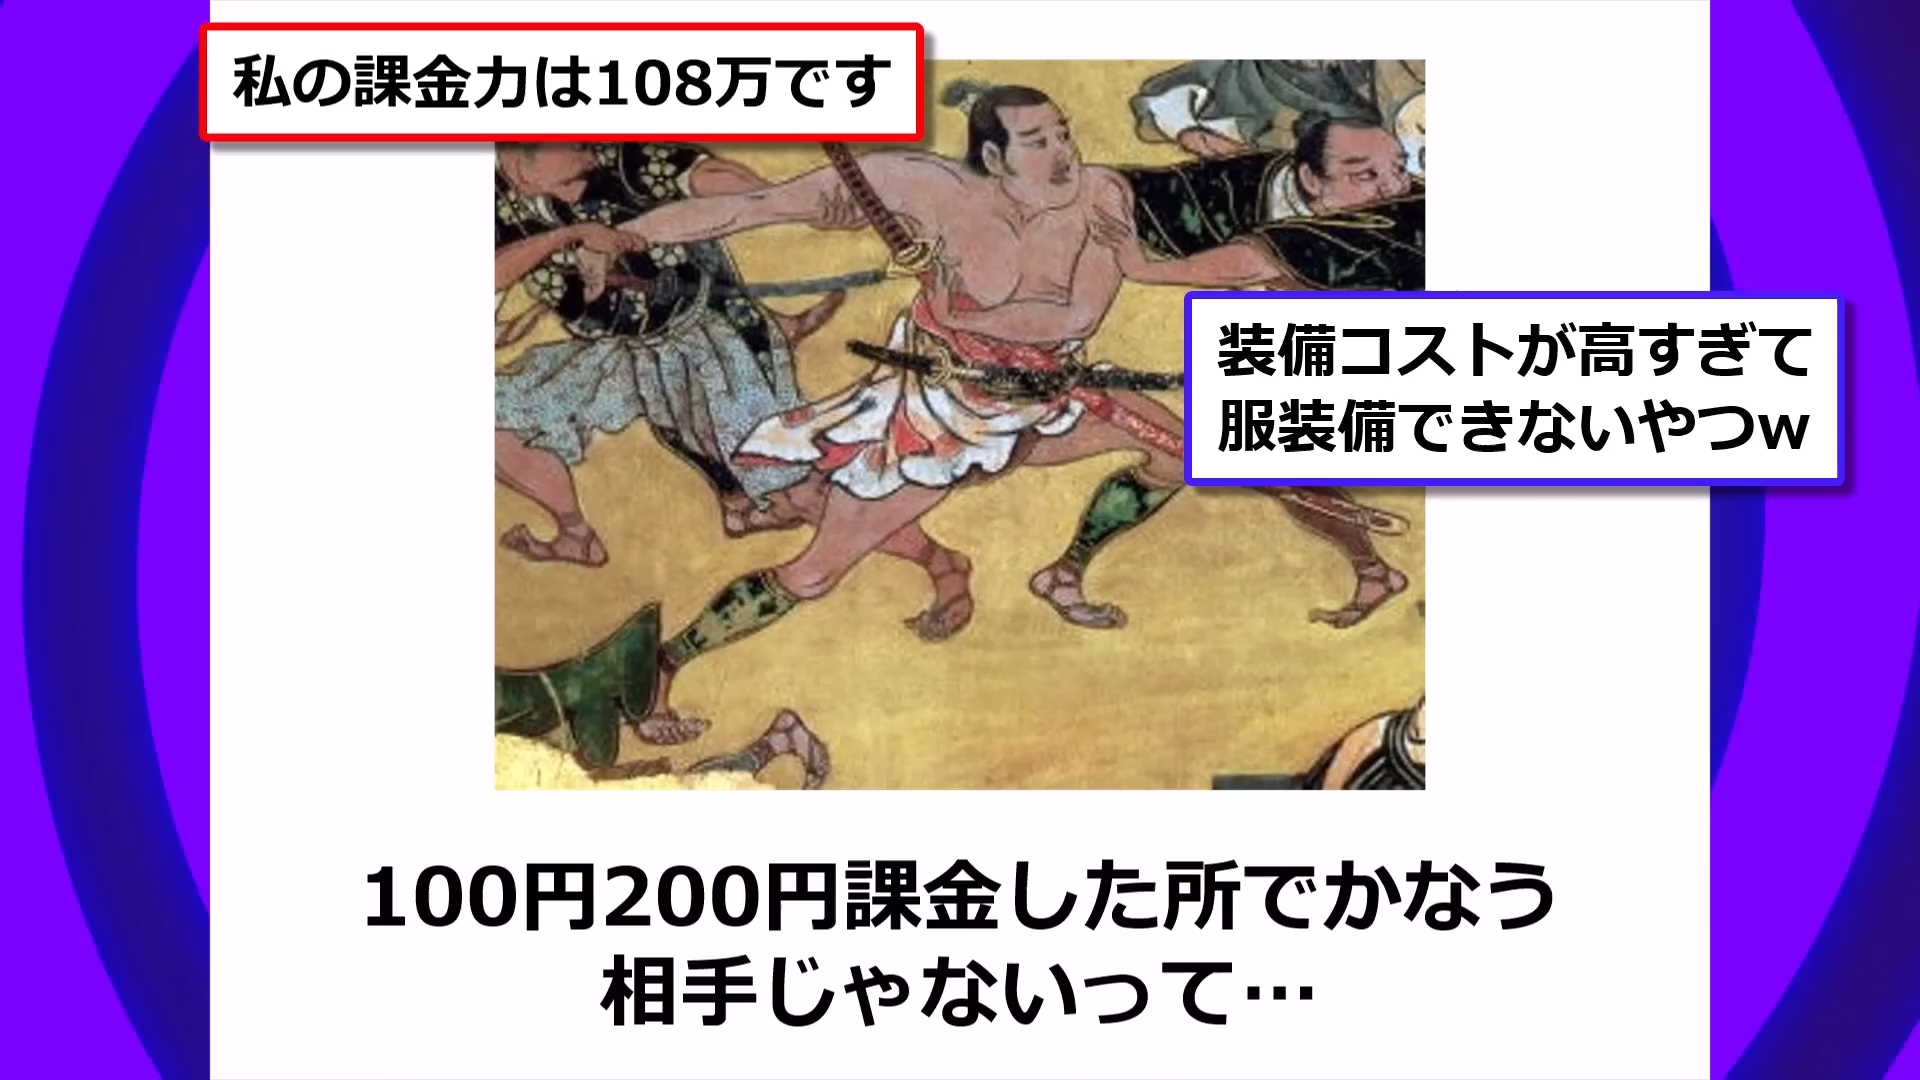 私の課金力は108万です
装備コストが高すぎて
服装備できないやつw
100円200円課金した所でかなう
相手じゃないって…